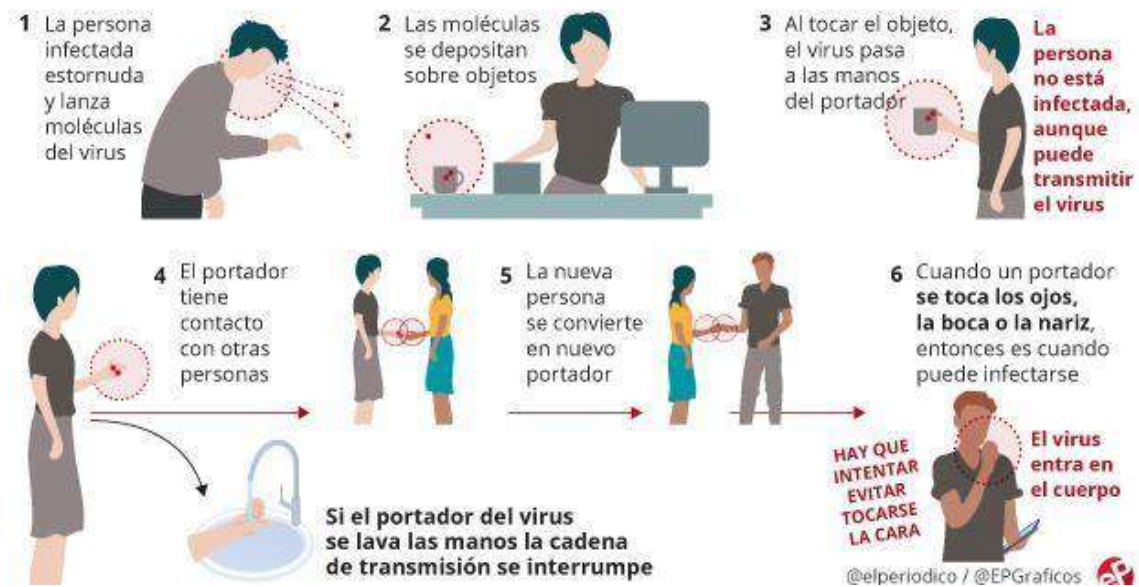 1 La persona
infectada
estornuda
y lanza
moléculas
del virus
2 Las moléculas
se depositan
sobre objetos
3 Al tocar el objeto,
el virus pasa
a las manos
del portador
La
persona
no está
infectada,
aunque
puede
transmitir
el virus
4 El portador
tiene
contacto
con otras
personas
5 La nueva
persona
se convierte
en nuevo
portador
6 Cuando un portador
se toca los ojos,
la boca o la nariz,
entonces es cuando
puede infectarse
HAY QUE
INTENTAR
EVITAR
TOCARSE
LA CARA
El virus
entra en
el cuerpo
Si el portador del virus
se lava las manos la cadena
de transmisión se interrumpe
@elperiodico / @EPGraficos
eP